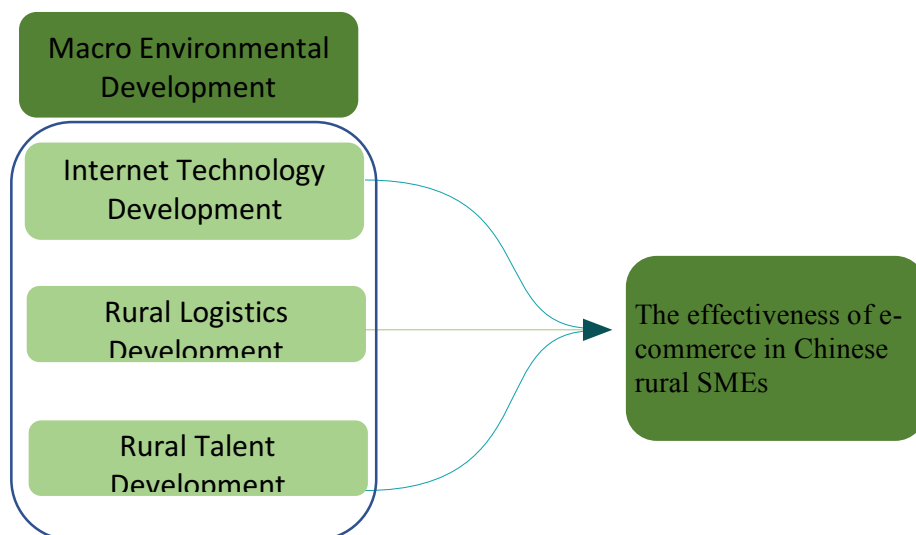 Macro Environmental
Development
Internet Technology
Development
Rural Logistics
Development
Rural Talent
Development
The effectiveness of e-
commerce in Chinese
rural SMEs